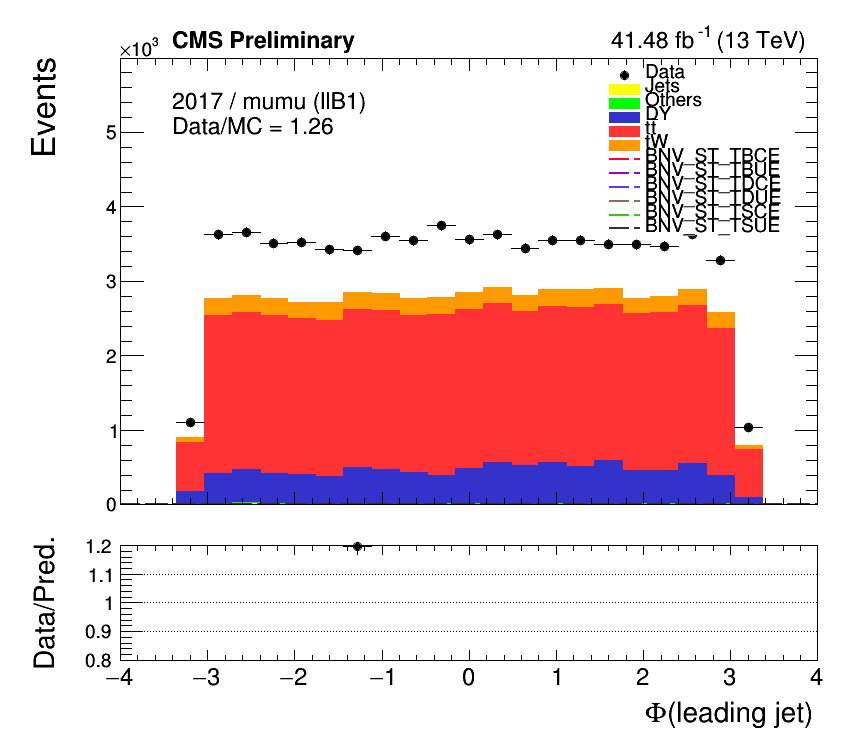 ×10³ CMS Preliminary 41.48 fb⁻¹ (13 TeV)
Events
2017 / mumu (llB1)
Data/MC = 1.26
Data
Jets
Others
DY
tt
tW
BNV_ST_TBCE
BNV_ST_TBUE
BNV_ST_TDCE
BNV_ST_TDUE
BNV_ST_TSCE
BNV_ST_TSUE
5
4
3
2
1
0
Data/Pred.
1.2
1.1
1
0.9
0.8
−4 −3 −2 −1 0 1 2 3 4
Φ(leading jet)